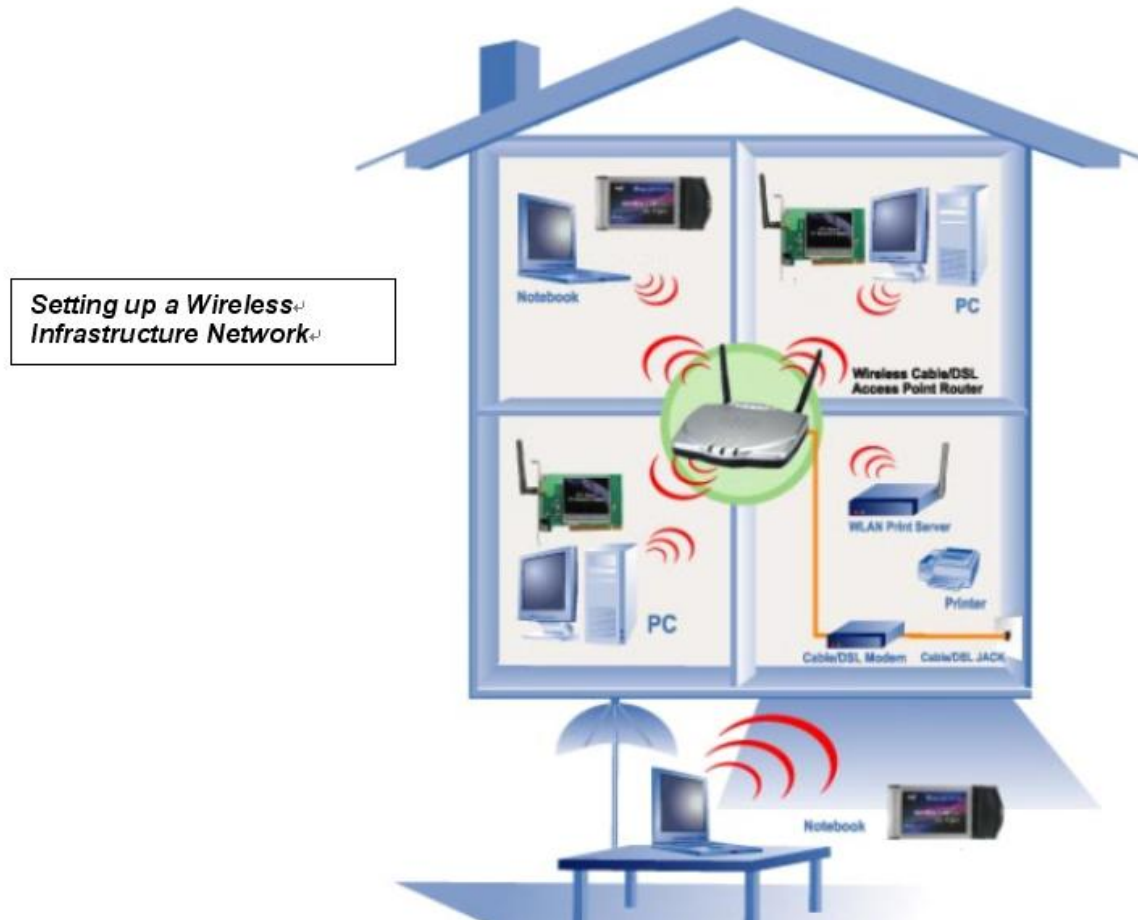 Setting up a Wireless
Infrastructure Network
Notebook
PC
Wireless Cable/DSL
Access Point Router
WLAN Print Server
Printer
PC
Cable/DSL Modem
Cable/DSL JACK
Notebook